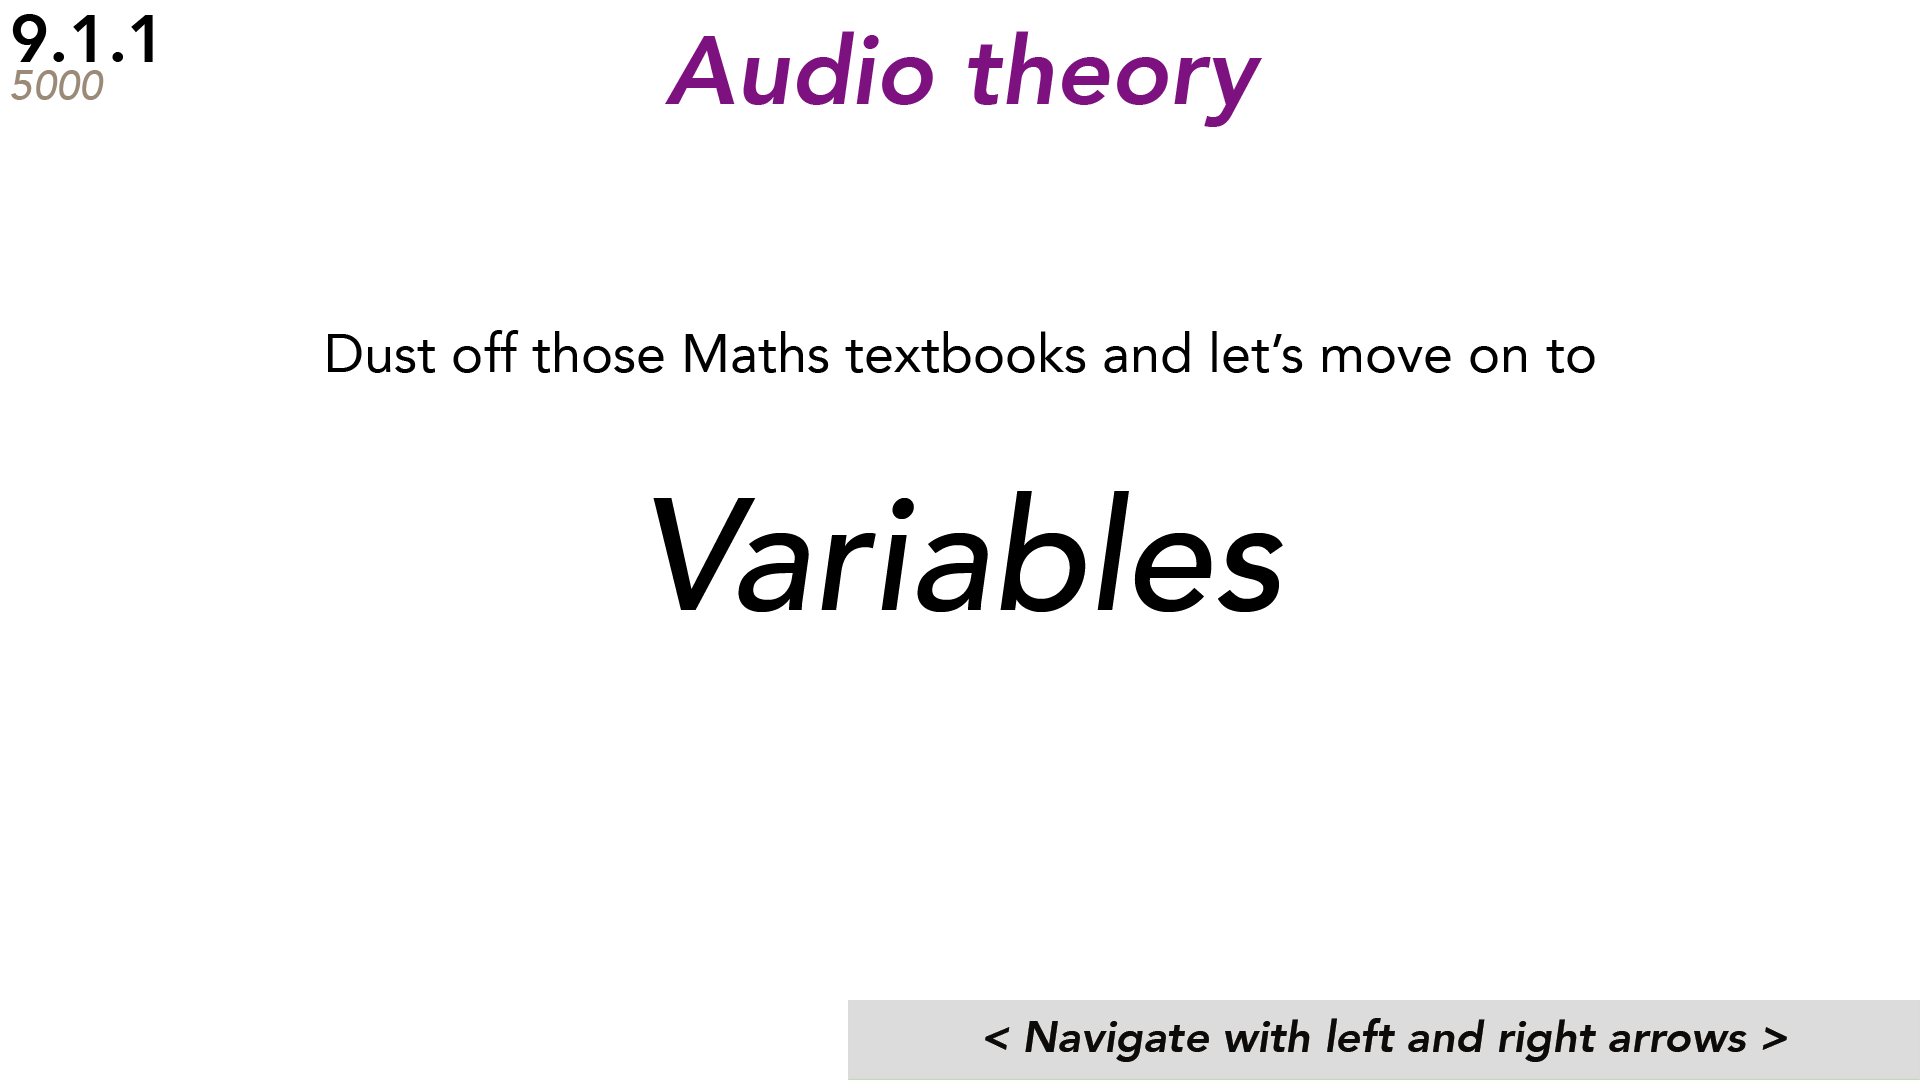 9.1.1
5000
Audio theory
Dust off those Maths textbooks and let’s move on to
Variables
< Navigate with left and right arrows >